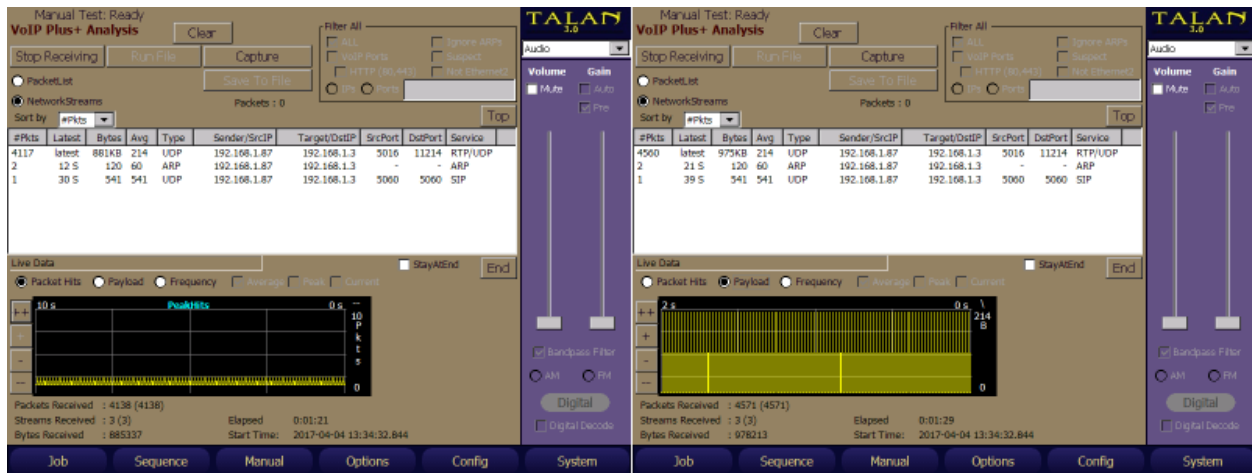 Manual Test: Ready
VoIP Plus+ Analysis
Clear
Stop Receiving
Run File
Capture
PacketList
Save To File
NetworkStreams
Packets : 0
Sort by #Pkts
Top
Filter All
ALL
Ignore ARPs
VoIP Ports
Suspect
HTTP (80,443)
Not Ethernet2
IPs Ports
#Pkts Latest Bytes Avg Type Sender/SrcIP Target/DstIP SrcPort DstPort Service
4117 latest 881KB 214 UDP 192.168.1.87 192.168.1.3 5016 11214 RTP/UDP
2 12 S 120 60 ARP 192.168.1.87 192.168.1.3 - - ARP
1 30 S 541 541 UDP 192.168.1.87 192.168.1.3 5060 5060 SIP
Live Data
StayAtEnd
End
Packet Hits Payload Frequency Average Peak Current
++
+
-
--
10 s PeakHits 0 s
10
Pkts
0
Packets Received : 4138 (4138)
Streams Received : 3 (3) Elapsed 0:01:21
Bytes Received : 885337 Start Time: 2017-04-04 13:34:32.844
TALAN
3.0
Audio
Volume Gain
Mute Auto
Pre
Bandpass Filter
AM FM
Digital
Digital Decode
Job Sequence Manual Options Config System
Manual Test: Ready
VoIP Plus+ Analysis
Clear
Stop Receiving
Run File
Capture
PacketList
Save To File
NetworkStreams
Packets : 0
Sort by #Pkts
Top
Filter All
ALL
Ignore ARPs
VoIP Ports
Suspect
HTTP (80,443)
Not Ethernet2
IPs Ports
#Pkts Latest Bytes Avg Type Sender/SrcIP Target/DstIP SrcPort DstPort Service
4560 latest 975KB 214 UDP 192.168.1.87 192.168.1.3 5016 11214 RTP/UDP
2 21 S 120 60 ARP 192.168.1.87 192.168.1.3 - - ARP
1 39 S 541 541 UDP 192.168.1.87 192.168.1.3 5060 5060 SIP
Live Data
StayAtEnd
End
Packet Hits Payload Frequency Average Peak Current
++
+
-
--
2 s 0 s \
214
B
0
Packets Received : 4571 (4571)
Streams Received : 3 (3) Elapsed 0:01:29
Bytes Received : 978213 Start Time: 2017-04-04 13:34:32.844
TALAN
3.0
Audio
Volume Gain
Mute Auto
Pre
Bandpass Filter
AM FM
Digital
Digital Decode
Job Sequence Manual Options Config System